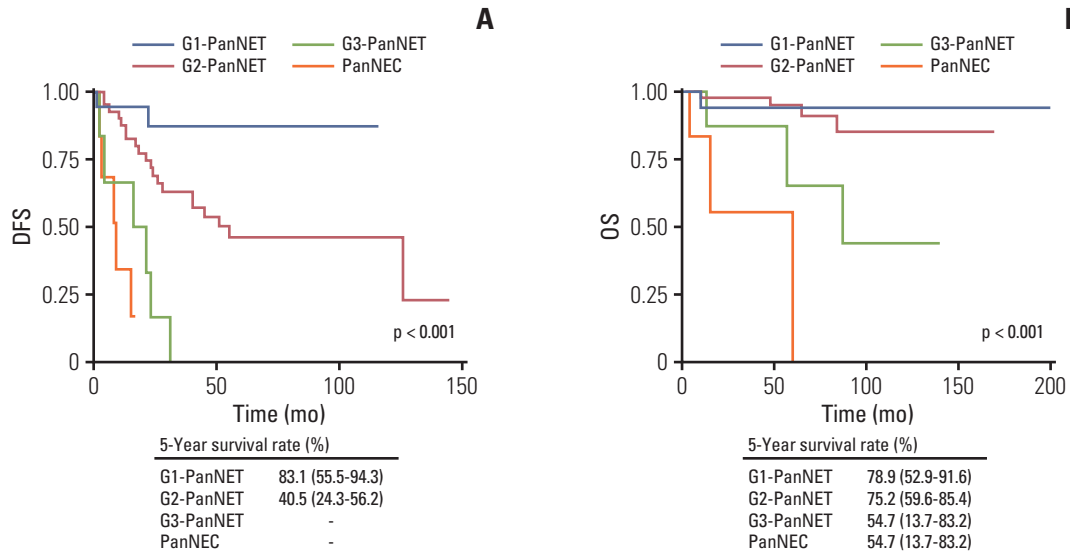 A
G1-PanNET G3-PanNET
G2-PanNET PanNEC
1.00
0.75
0.50
0.25
0
DFS
p < 0.001
0 50 100 150
Time (mo)
5-Year survival rate (%)
G1-PanNET 83.1 (55.5-94.3)
G2-PanNET 40.5 (24.3-56.2)
G3-PanNET -
PanNEC -
G1-PanNET G3-PanNET
G2-PanNET PanNEC
1.00
0.75
0.50
0.25
0
OS
p < 0.001
0 50 100 150 200
Time (mo)
5-Year survival rate (%)
G1-PanNET 78.9 (52.9-91.6)
G2-PanNET 75.2 (59.6-85.4)
G3-PanNET 54.7 (13.7-83.2)
PanNEC 54.7 (13.7-83.2)